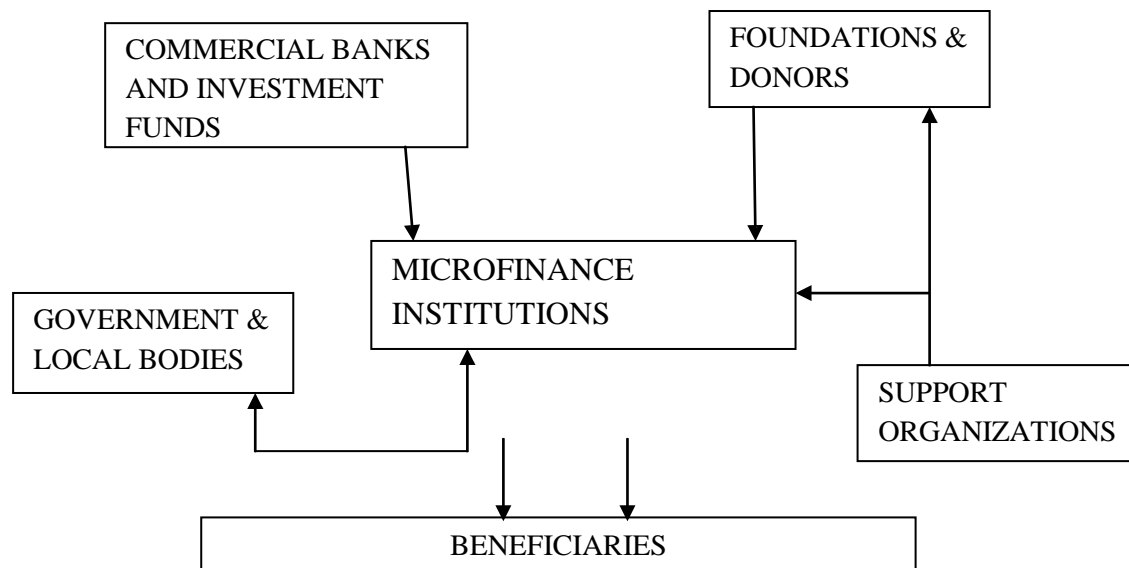 COMMERCIAL BANKS
AND INVESTMENT
FUNDS
FOUNDATIONS &
DONORS
MICROFINANCE
INSTITUTIONS
GOVERNMENT &
LOCAL BODIES
SUPPORT
ORGANIZATIONS
BENEFICIARIES